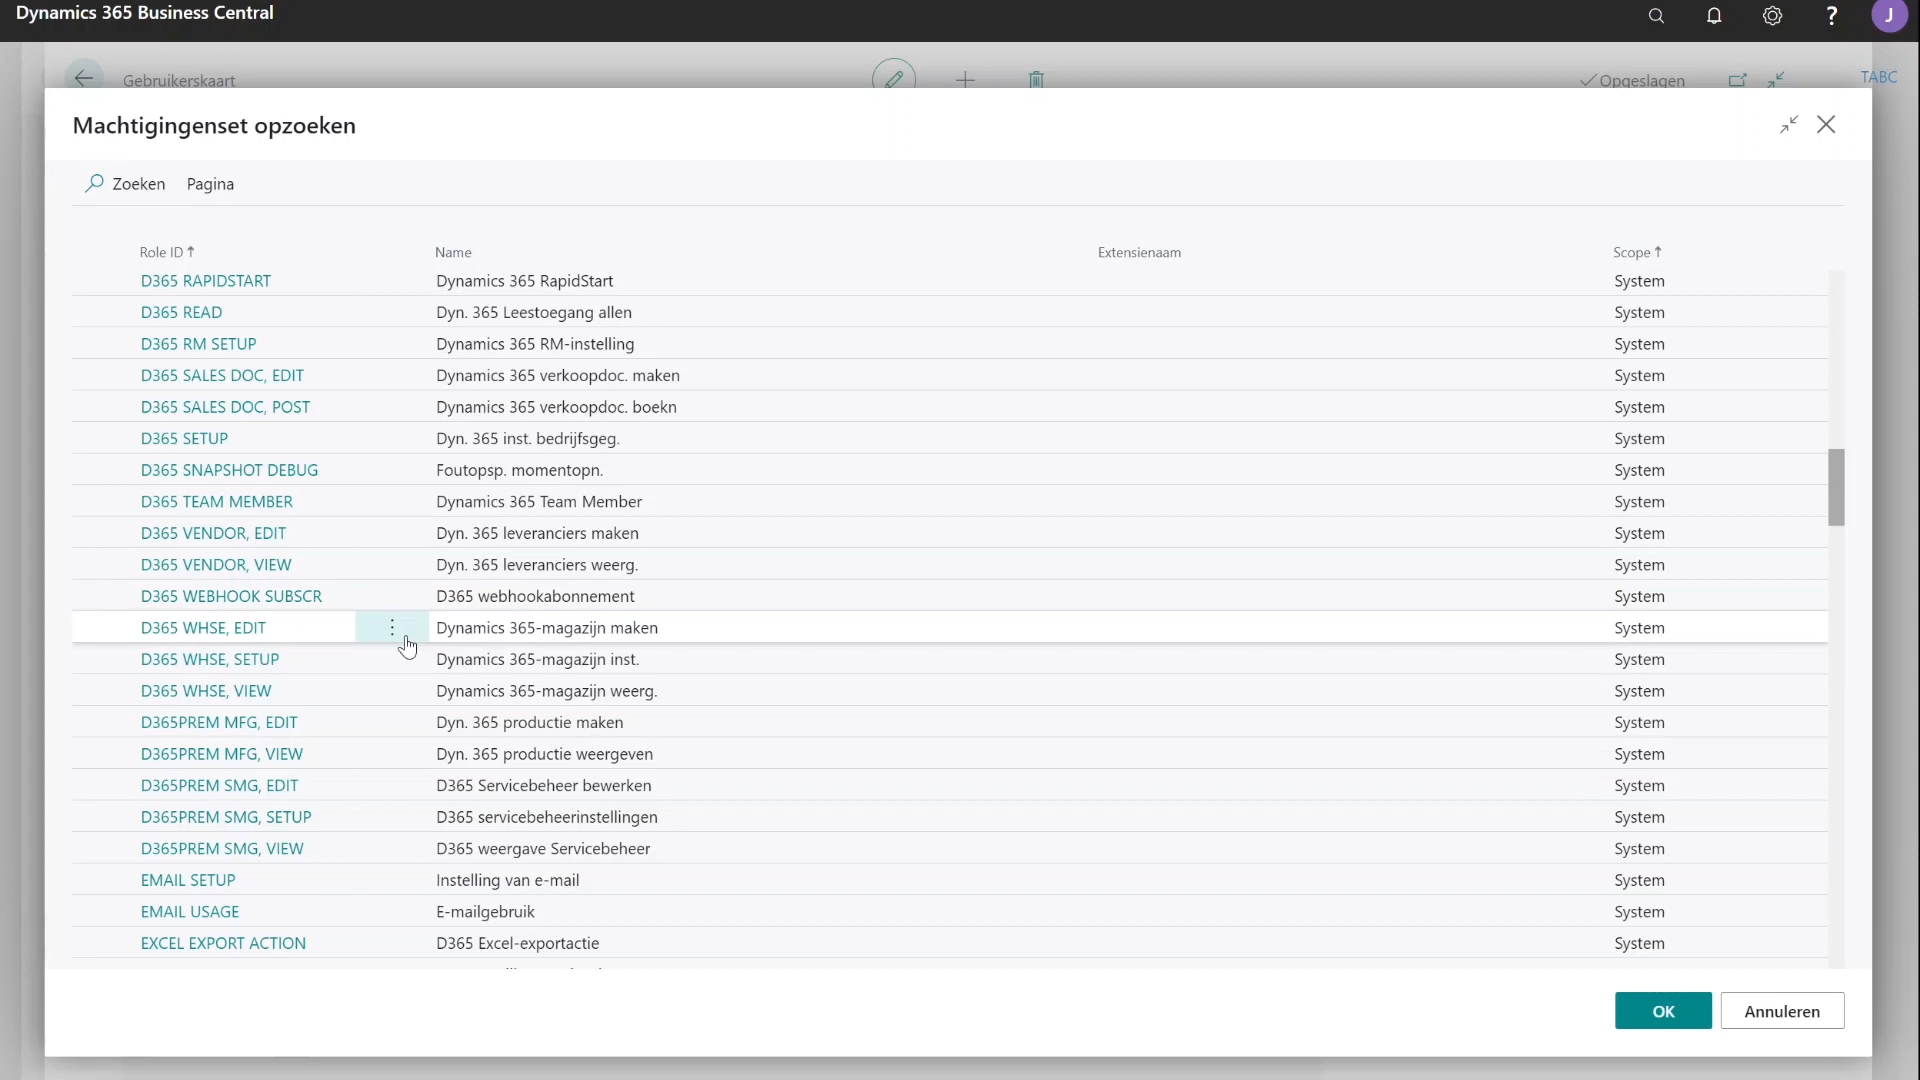 Dynamics 365 Business Central
?
J
Gebruikerskaart
Opgeslagen
TABC
Machtigingenset opzoeken
Zoeken Pagina
Role ID ↑ Name Extensienaam Scope ↑
D365 RAPIDSTART Dynamics 365 RapidStart System
D365 READ Dyn. 365 Leestoegang allen System
D365 RM SETUP Dynamics 365 RM-instelling System
D365 SALES DOC, EDIT Dynamics 365 verkoopdoc. maken System
D365 SALES DOC, POST Dynamics 365 verkoopdoc. boekn System
D365 SETUP Dyn. 365 inst. bedrijfsgeg. System
D365 SNAPSHOT DEBUG Foutopsp. momentopn. System
D365 TEAM MEMBER Dynamics 365 Team Member System
D365 VENDOR, EDIT Dyn. 365 leveranciers maken System
D365 VENDOR, VIEW Dyn. 365 leveranciers weerg. System
D365 WEBHOOK SUBSCR D365 webhookabonnement System
D365 WHSE, EDIT Dynamics 365-magazijn maken System
D365 WHSE, SETUP Dynamics 365-magazijn inst. System
D365 WHSE, VIEW Dynamics 365-magazijn weerg. System
D365PREM MFG, EDIT Dyn. 365 productie maken System
D365PREM MFG, VIEW Dyn. 365 productie weergeven System
D365PREM SMG, EDIT D365 Servicebeheer bewerken System
D365PREM SMG, SETUP D365 servicebeheerinstellingen System
D365PREM SMG, VIEW D365 weergave Servicebeheer System
EMAIL SETUP Instelling van e-mail System
EMAIL USAGE E-mailgebruik System
EXCEL EXPORT ACTION D365 Excel-exportactie System
OK Annuleren